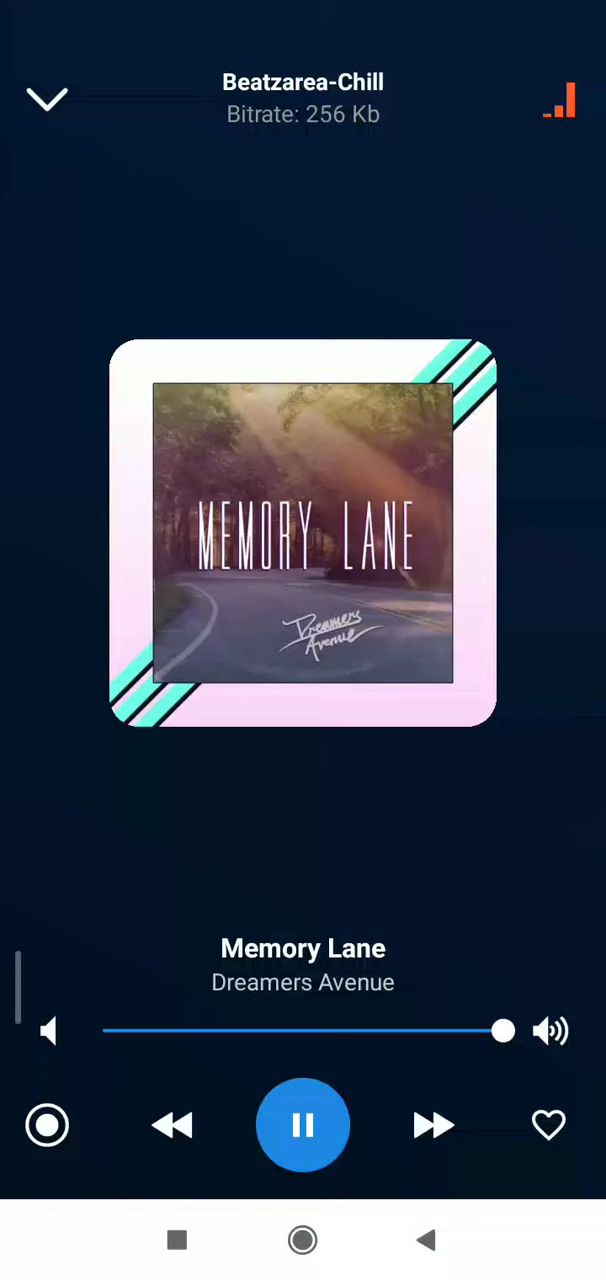 Beatzarea-Chill
Bitrate: 256 Kb
MEMORY LANE
Dreamers
Avenue
Memory Lane
Dreamers Avenue